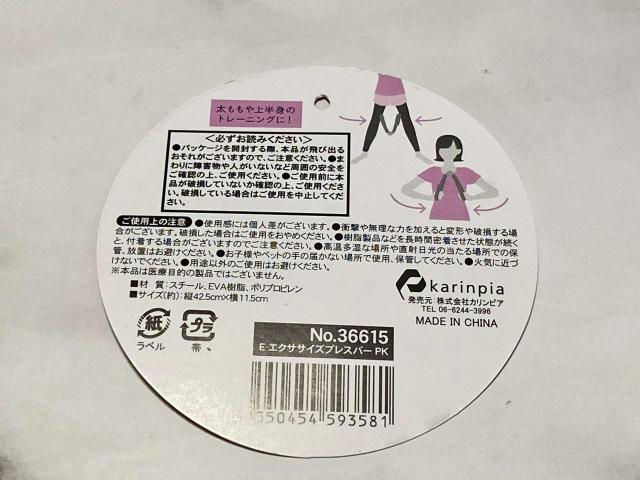 太ももや上半身の
トレーニングに！
＜必ずお読みください＞
●パッケージを開封する際、本品が飛び出る
おそれがございますので、ご注意ください。●ま
わりに障害物や人がいないなど周囲の安全を
ご確認の上、ご使用ください。●ご使用前に本
品が破損していないか確認の上、ご使用くださ
い。破損している場合はご使用を中止してくだ
さい。
ご使用上の注意 ●使用感には個人差がございます。●衝撃や無理な力を加えると変形や破損する場
合がございます。破損した場合はご使用をおやめください。●樹脂製品などを長時間密着させた状態が続く
と、付着する場合がございますのでご注意ください。●高温多湿な場所や直射日光の当たる場所での保
管、放置はお避けください。●お子様やペットの手の届かない場所で使用、保管してください。●火気に近づ
けないでください。●用途以外のご使用はお避けください。
※本品は医療目的の製品ではございません。
■材 質：スチール、EVA樹脂、ポリプロピレン
■サイズ(約)：縦42.5cm×横11.5cm
karinpia
発売元：株式会社カリンピア
TEL 06-6244-3996
MADE IN CHINA
紙
ラベル
プラ
帯、
No.36615
E エクササイズプレスバー PK
550454 593581